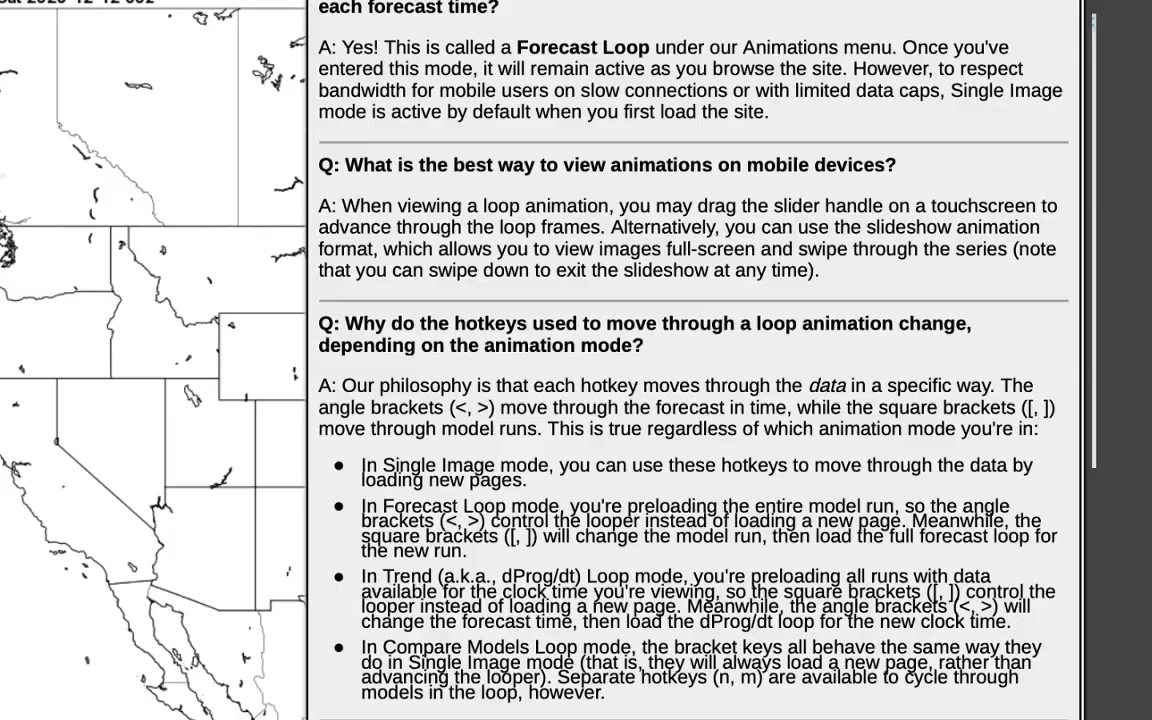 each forecast time?
A: Yes! This is called a Forecast Loop under our Animations menu. Once you've
entered this mode, it will remain active as you browse the site. However, to respect
bandwidth for mobile users on slow connections or with limited data caps, Single Image
mode is active by default when you first load the site.
Q: What is the best way to view animations on mobile devices?
A: When viewing a loop animation, you may drag the slider handle on a touchscreen to
advance through the loop frames. Alternatively, you can use the slideshow animation
format, which allows you to view images full-screen and swipe through the series (note
that you can swipe down to exit the slideshow at any time).
Q: Why do the hotkeys used to move through a loop animation change,
depending on the animation mode?
A: Our philosophy is that each hotkey moves through the data in a specific way. The
angle brackets (<, >) move through the forecast in time, while the square brackets ([, ])
move through model runs. This is true regardless of which animation mode you're in:
● In Single Image mode, you can use these hotkeys to move through the data by
loading new pages.
● In Forecast Loop mode, you're preloading the entire model run, so the angle
brackets (<, >) control the looper instead of loading a new page. Meanwhile, the
square brackets ([, ]) will change the model run, then load the full forecast loop for
the new run.
● In Trend (a.k.a., dProg/dt) Loop mode, you're preloading all runs with data
available for the clock time you're viewing, so the square brackets ([, ]) control the
looper instead of loading a new page. Meanwhile, the angle brackets (<, >) will
change the forecast time, then load the dProg/dt loop for the new clock time.
● In Compare Models Loop mode, the bracket keys all behave the same way they
do in Single Image mode (that is, they will always load a new page, rather than
advancing the looper). Separate hotkeys (n, m) are available to cycle through
models in the loop, however.